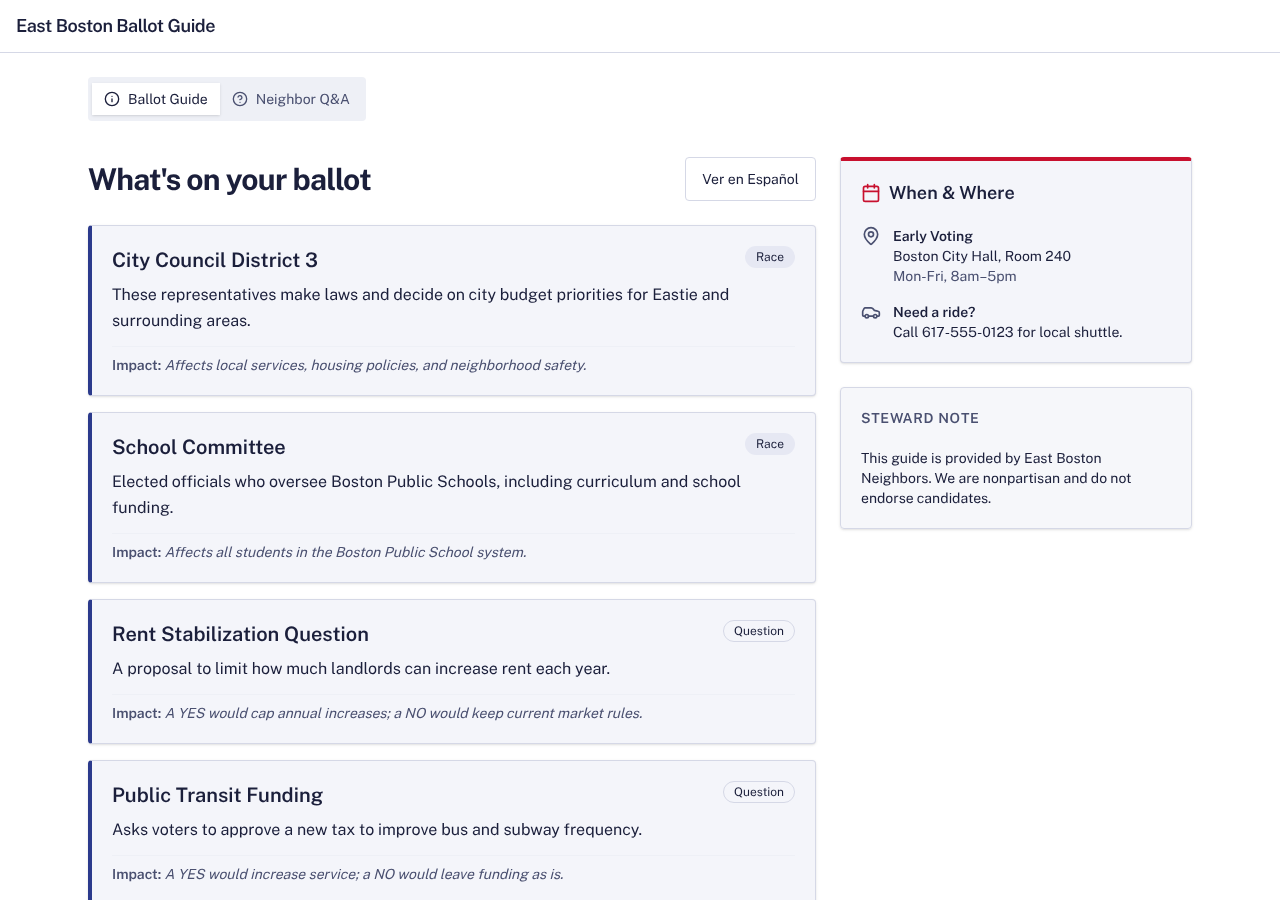 East Boston Ballot Guide
Ballot Guide
Neighbor Q&A
What's on your ballot
Ver en Español
City Council District 3
Race
These representatives make laws and decide on city budget priorities for Eastie and
surrounding areas.
Impact: Affects local services, housing policies, and neighborhood safety.
School Committee
Race
Elected officials who oversee Boston Public Schools, including curriculum and school
funding.
Impact: Affects all students in the Boston Public School system.
Rent Stabilization Question
Question
A proposal to limit how much landlords can increase rent each year.
Impact: A YES would cap annual increases; a NO would keep current market rules.
Public Transit Funding
Question
Asks voters to approve a new tax to improve bus and subway frequency.
Impact: A YES would increase service; a NO would leave funding as is.
When & Where
Early Voting
Boston City Hall, Room 240
Mon-Fri, 8am–5pm
Need a ride?
Call 617-555-0123 for local shuttle.
STEWARD NOTE
This guide is provided by East Boston
Neighbors. We are nonpartisan and do not
endorse candidates.